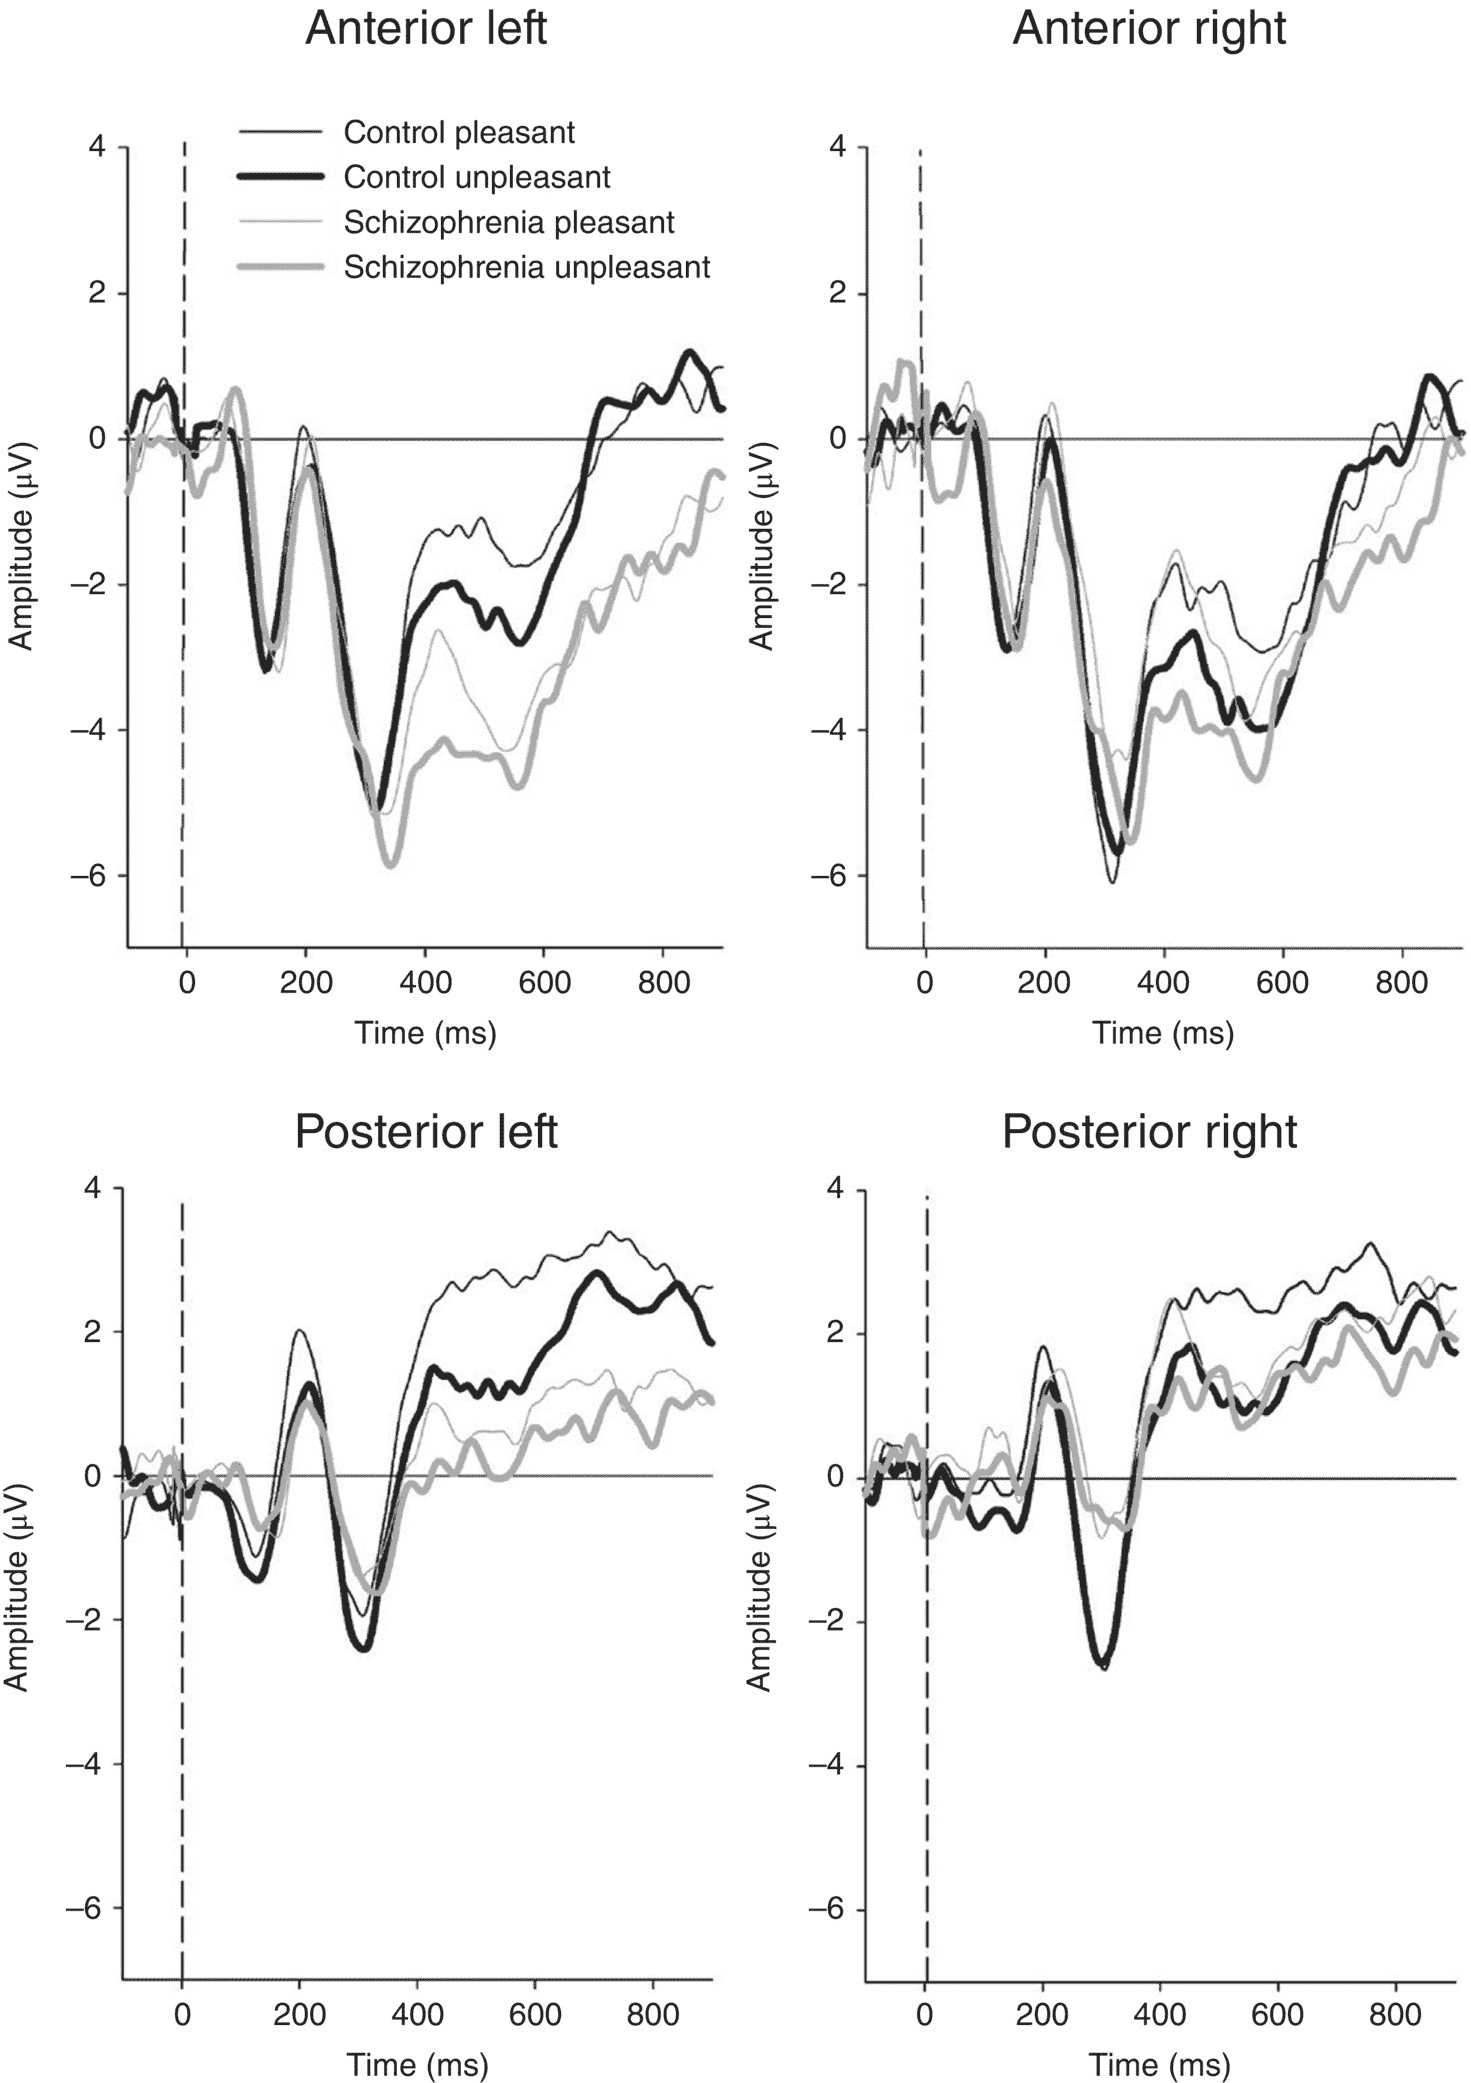 Anterior left
Control pleasant
Control unpleasant
Schizophrenia pleasant
Schizophrenia unpleasant
4
2
0
–2
–4
–6
Amplitude (μV)
0 200 400 600 800
Time (ms)
Anterior right
4
2
0
–2
–4
–6
Amplitude (μV)
0 200 400 600 800
Time (ms)
Posterior left
4
2
0
–2
–4
–6
Amplitude (μV)
0 200 400 600 800
Time (ms)
Posterior right
4
2
0
–2
–4
–6
Amplitude (μV)
0 200 400 600 800
Time (ms)